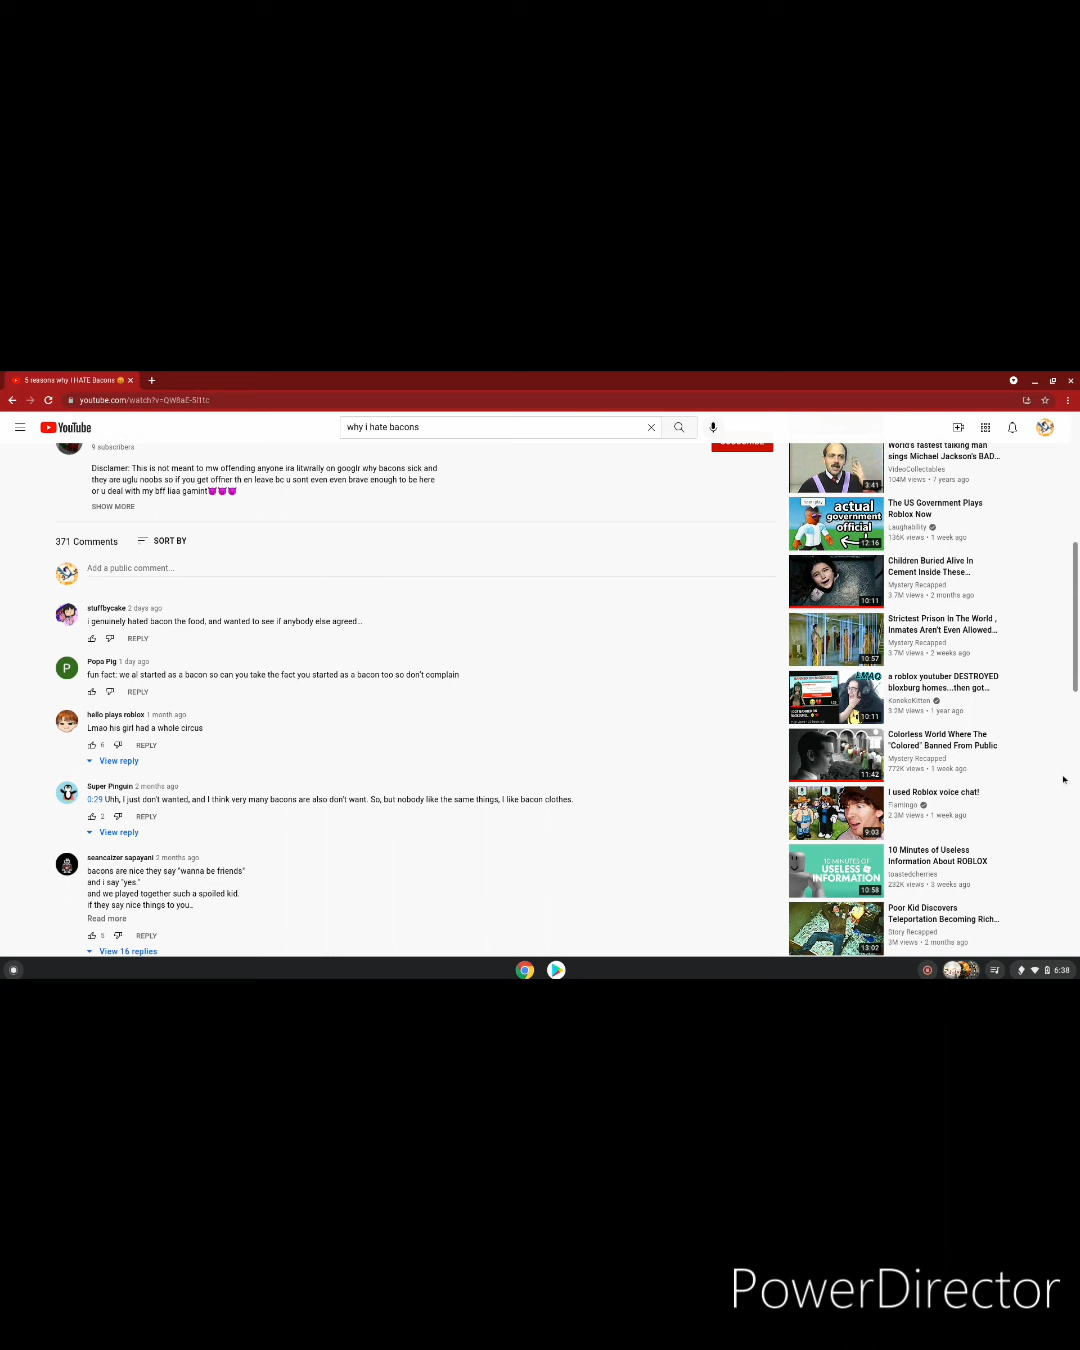 5 reasons why I HATE Bacons
youtube.com/watch?v=QW8aE-5I1tc
YouTube
why i hate bacons
9 subscribers
Disclamer: This is not meant to mw offending anyone ira litwrally on googlr why bacons sick and
they are uglu noobs so if you get offner th en leave bc u sont even even brave enough to be here
or u deal with my bff liaa gamint
SHOW MORE
371 Comments
SORT BY
Add a public comment...
stuffbycake 2 days ago
i genuinely hated bacon the food, and wanted to see if anybody else agreed...
REPLY
Popa Pig 1 day ago
fun fact: we al started as a bacon so can you take the fact you started as a bacon too so don't complain
REPLY
hello plays roblox 1 month ago
Lmao his girl had a whole circus
6 REPLY
View reply
Super Pinguin 2 months ago
0:29 Uhh, I just don't wanted, and I think very many bacons are also don't want. So, but nobody like the same things, I like bacon clothes.
2 REPLY
View reply
seancaizer sapayani 2 months ago
bacons are nice they say "wanna be friends"
and i say "yes."
and we played together such a spoiled kid.
if they say nice things to you..
Read more
5 REPLY
View 16 replies
World's fastest talking man
sings Michael Jackson's BAD...
VideoCollectables
104M views • 7 years ago
3:41
The US Government Plays
Roblox Now
Laughability
136K views • 1 week ago
actual
government
official
12:16
Children Buried Alive In
Cement Inside These...
Mystery Recapped
3.7M views • 2 months ago
10:11
Strictest Prison In The World ,
Inmates Aren't Even Allowed...
Mystery Recapped
3.7M views • 2 weeks ago
10:57
a roblox youtuber DESTROYED
bloxburg homes...then got...
KonekoKitten
3.2M views • 1 year ago
LMAO
10:11
Colorless World Where The
"Colored" Banned From Public
Mystery Recapped
772K views • 1 week ago
11:42
I used Roblox voice chat!
Flamingo
2.3M views • 1 week ago
9:03
10 Minutes of Useless
Information About ROBLOX
toastedcherries
232K views • 3 weeks ago
10 MINUTES OF
USELESS
INFORMATION
10:58
Poor Kid Discovers
Teleportation Becoming Rich...
Story Recapped
3M views • 2 months ago
13:02
6:38
PowerDirector